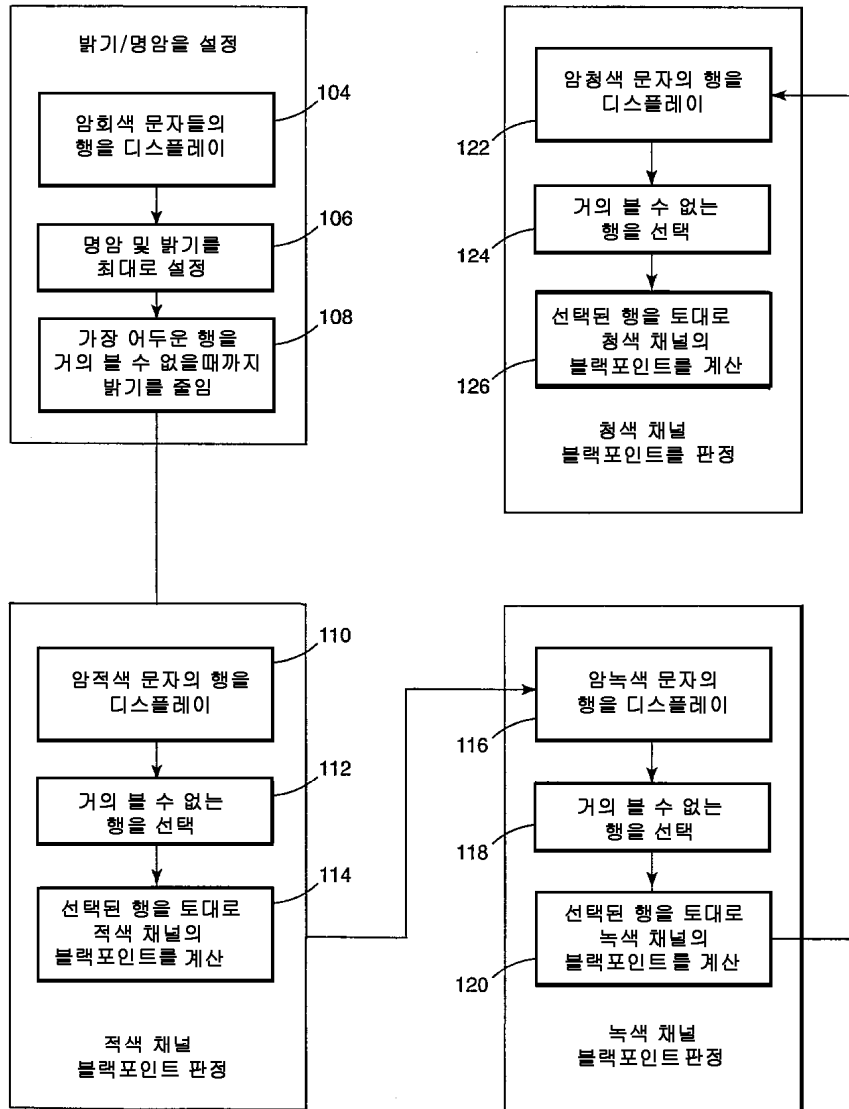 밝기/명암을 설정
104
암회색 문자들의
행을 디스플레이
106
명암 및 밝기를
최대로 설정
108
가장 어두운 행을
거의 볼 수 없을때까지
밝기를 줄임
110
암적색 문자의 행을
디스플레이
112
거의 볼 수 없는
행을 선택
114
선택된 행을 토대로
적색 채널의
블랙포인트를 계산
적색 채널
블랙포인트 판정
암녹색 문자의
행을 디스플레이
116
거의 볼 수 없는
행을 선택
118
선택된 행을 토대로
녹색 채널의
블랙포인트를 계산
120
녹색 채널
블랙포인트 판정
암청색 문자의 행을
디스플레이
122
거의 볼 수 없는
행을 선택
124
선택된 행을 토대로
청색 채널의
블랙포인트를 계산
126
청색 채널
블랙포인트를 판정